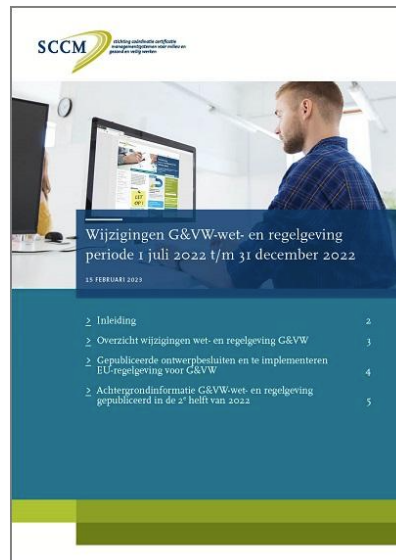 SCCM
stichting coördinatie certificatie
managementsystemen voor milieu en
gezond en veilig werken
Wijzigingen G&VW-wet- en regelgeving
periode 1 juli 2022 t/m 31 december 2022
15 FEBRUARI 2023
> Inleiding 2
> Overzicht wijzigingen wet- en regelgeving G&VW 3
> Gepubliceerde ontwerpbesluiten en te implementeren
EU-regelgeving voor G&VW 4
> Achtergrondinformatie G&VW-wet- en regelgeving
gepubliceerd in de 2e helft van 2022 5